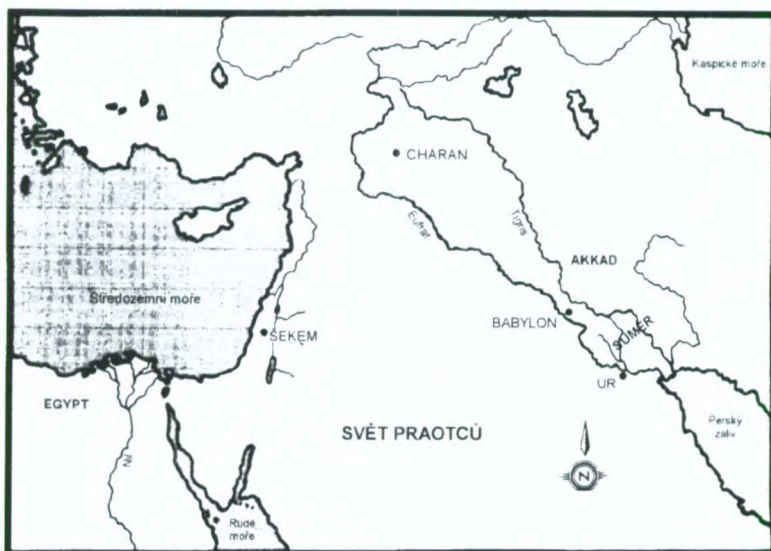 Kaspické moře
CHARAN
Eufrat
Tigris
AKKAD
Středozemní moře
ŠEKEM
BABYLON
SUMER
UR
EGYPT
SVĚT PRAOTCŮ
Perský
záliv
Nil
N
Rudé
moře